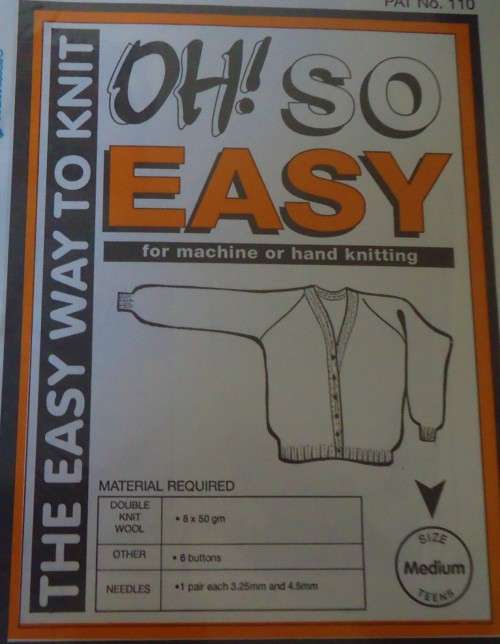 PAT No. 110
THE EASY WAY TO KNIT
OH! SO
EASY
for machine or hand knitting
MATERIAL REQUIRED
DOUBLE
KNIT
WOOL
• 8 x 50 gm
OTHER
• 6 buttons
NEEDLES
•1 pair each 3.25mm and 4.5mm
SIZE
Medium
TEENS